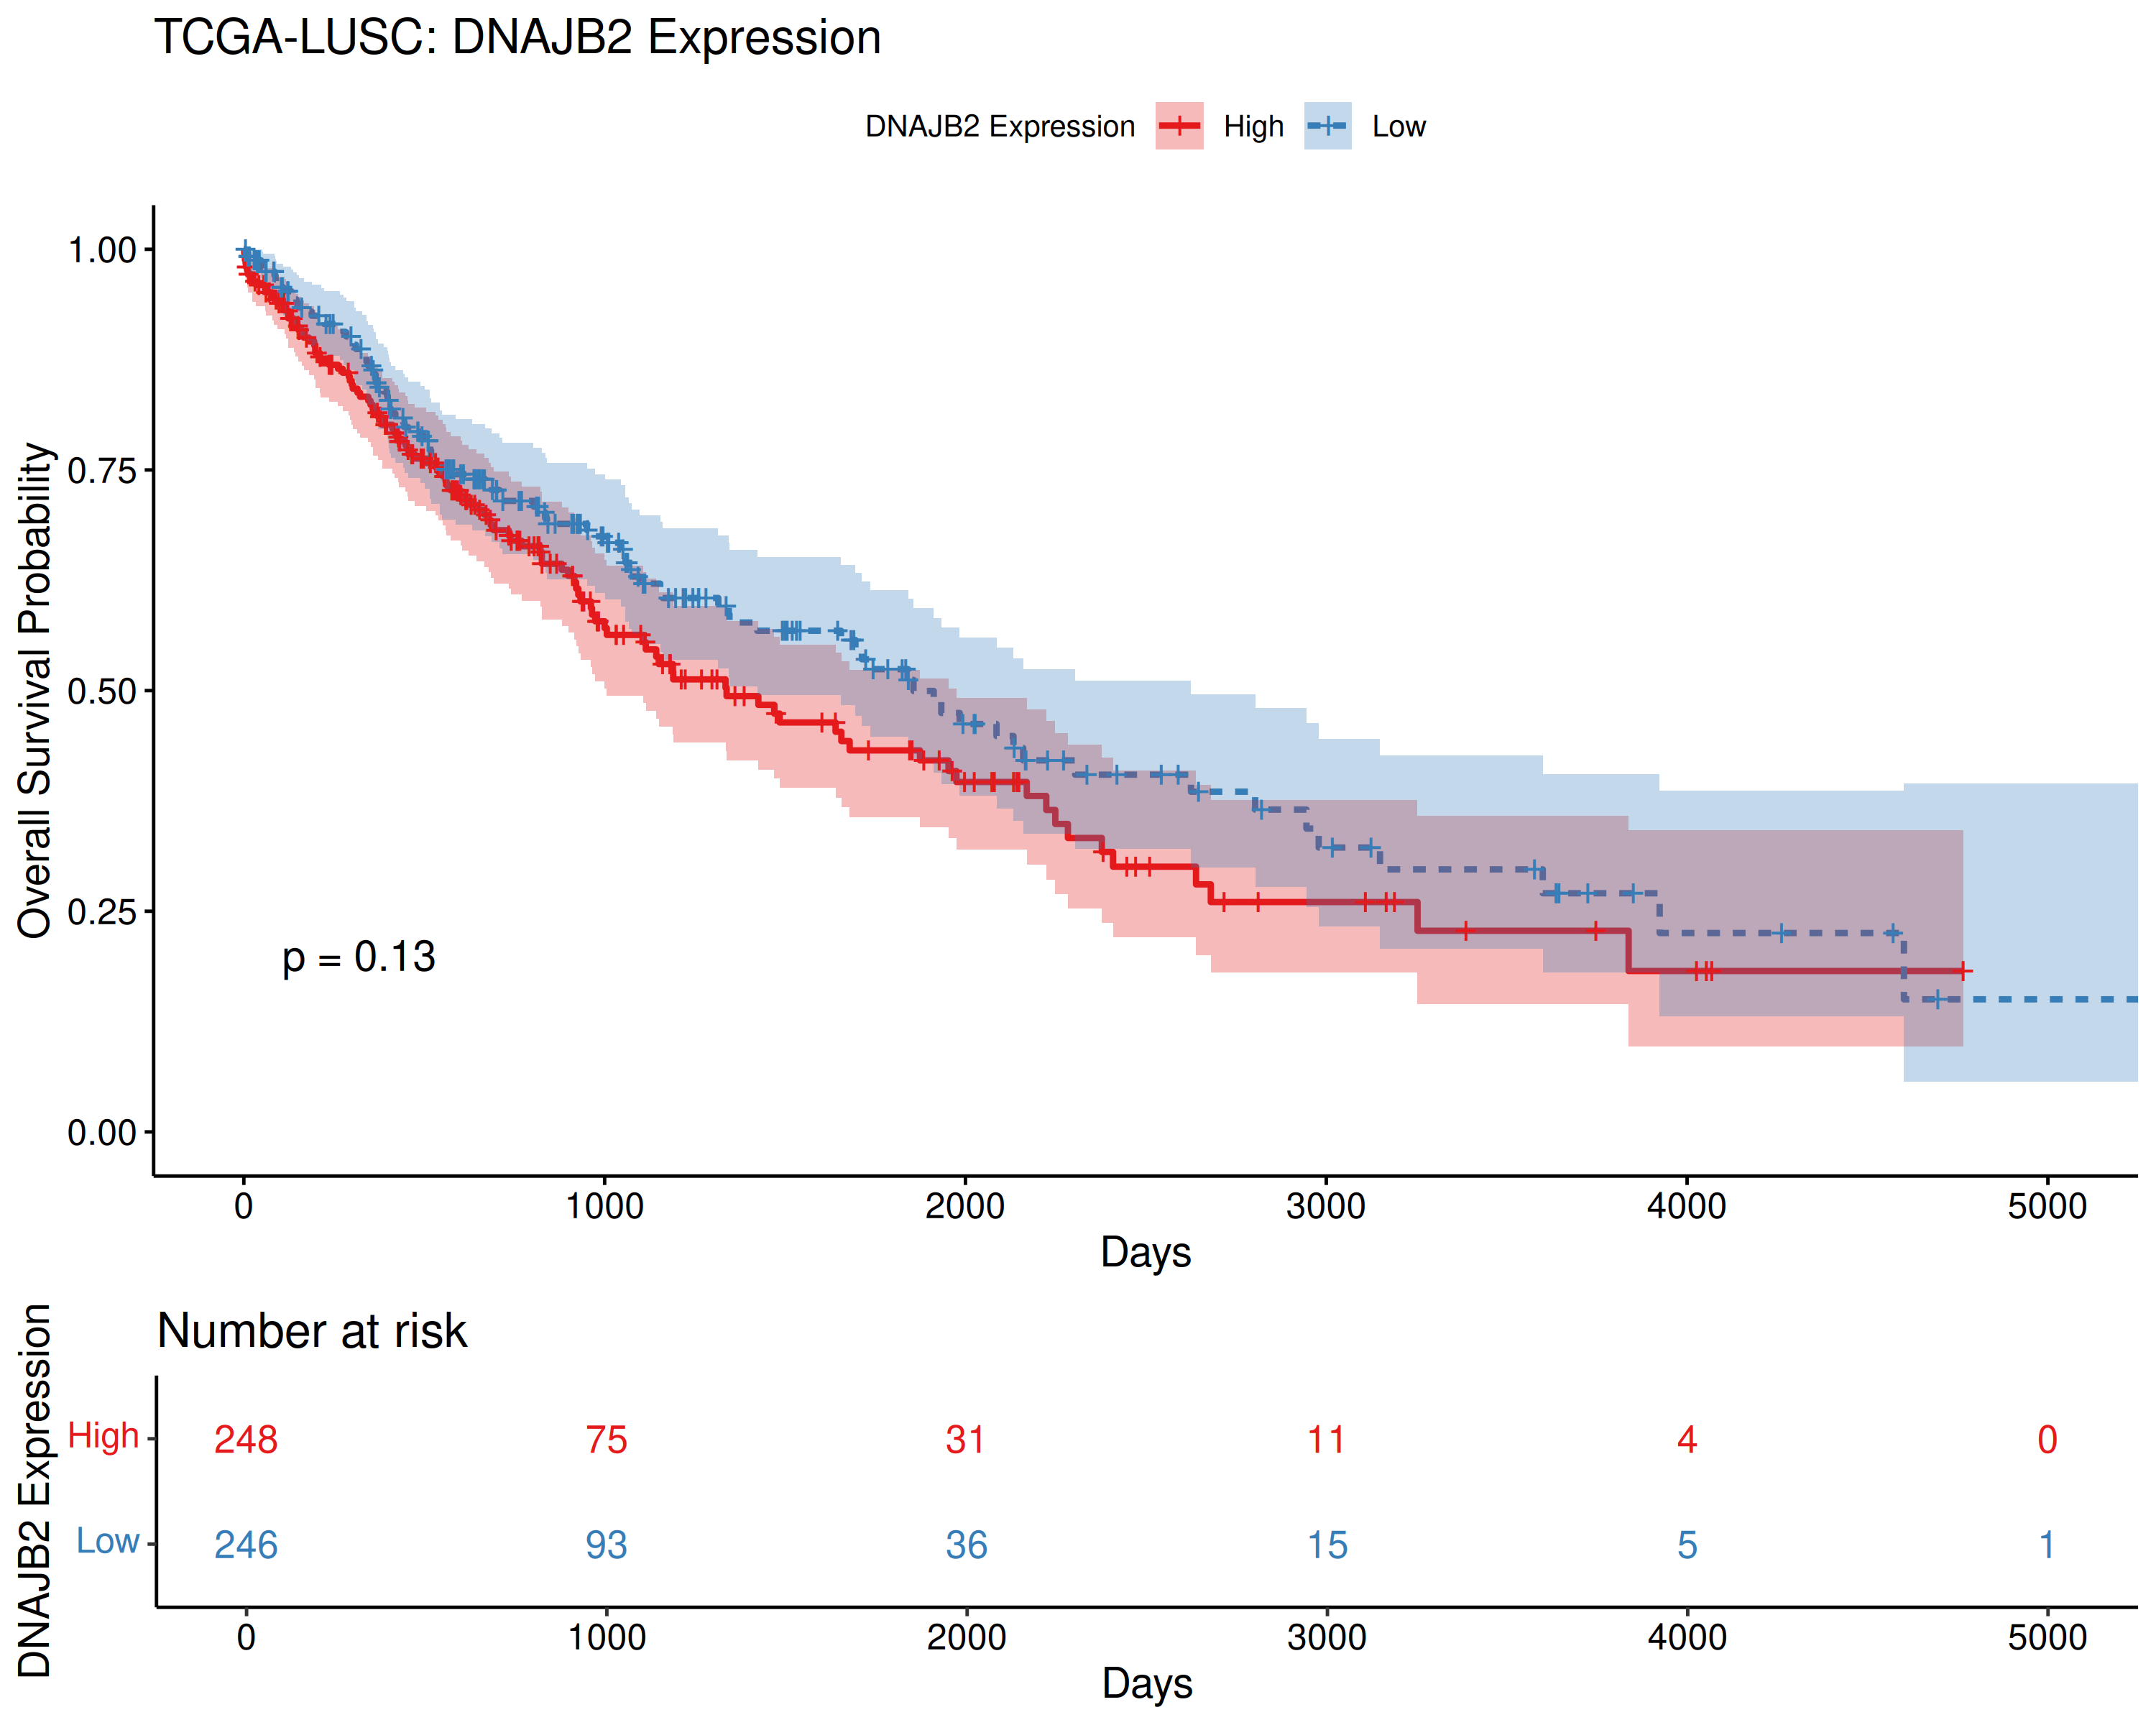 TCGA-LUSC: DNAJB2 Expression
DNAJB2 Expression High Low
Overall Survival Probability
1.00
0.75
0.50
0.25
0.00
p = 0.13
0 1000 2000 3000 4000 5000
Days
Number at risk
DNAJB2 Expression
High 248 75 31 11 4 0
Low 246 93 36 15 5 1
0 1000 2000 3000 4000 5000
Days